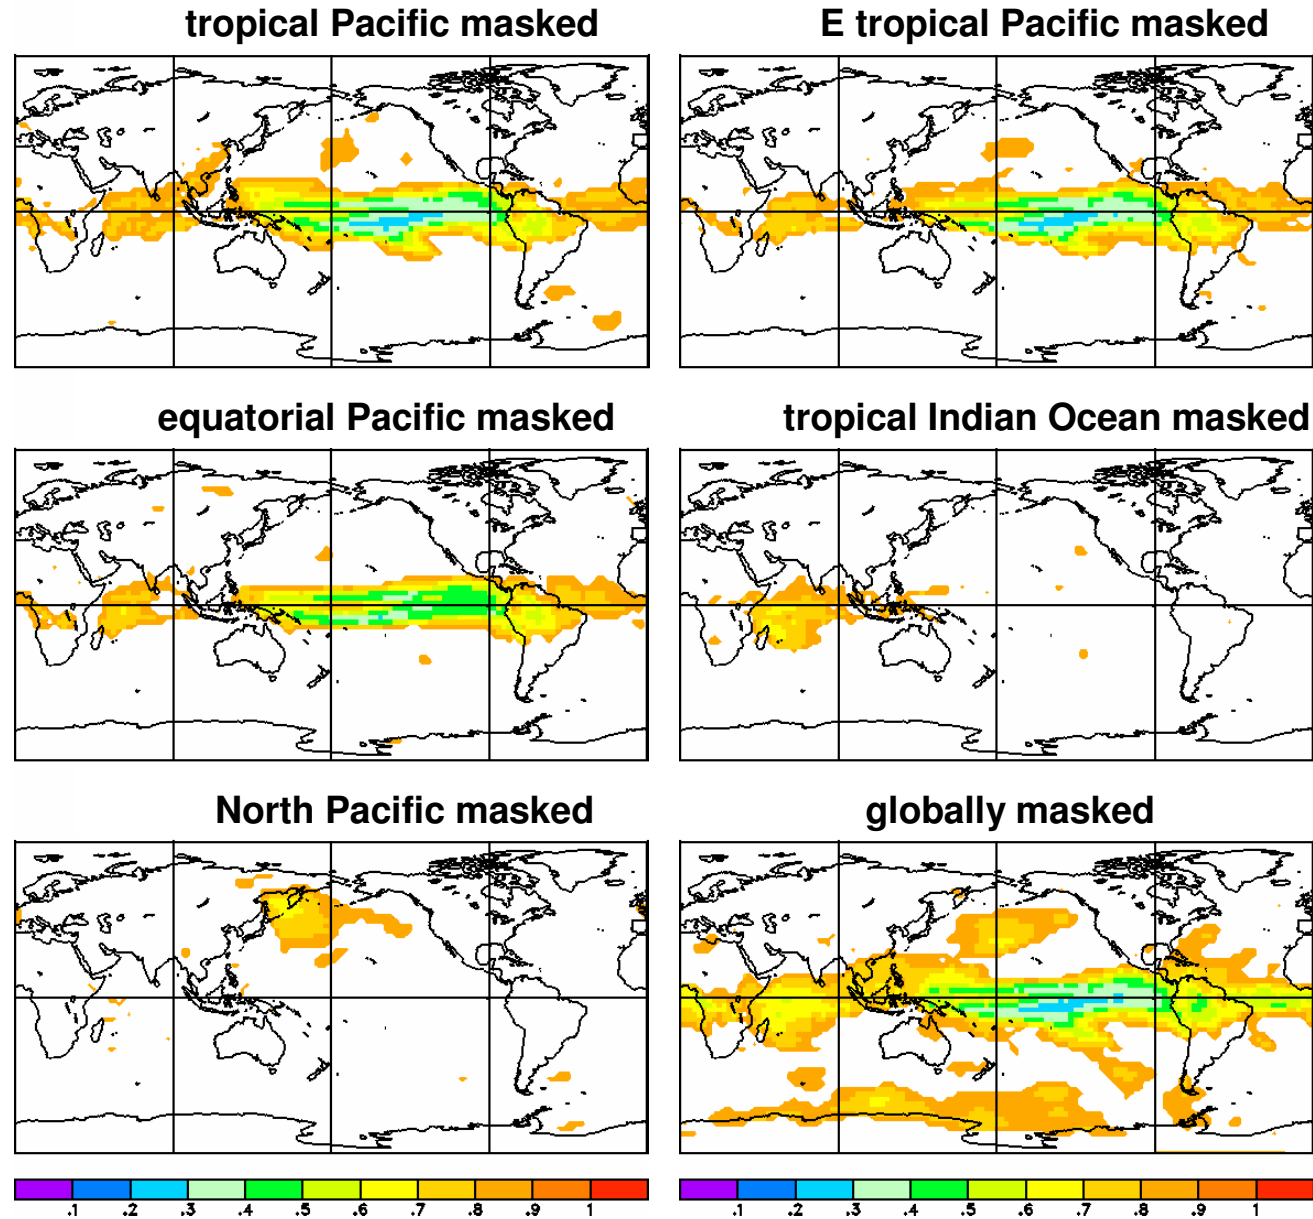 tropical Pacific masked
E tropical Pacific masked
equatorial Pacific masked
tropical Indian Ocean masked
North Pacific masked
globally masked
.1 .2 .3 .4 .5 .6 .7 .8 .9 1
.1 .2 .3 .4 .5 .6 .7 .8 .9 1